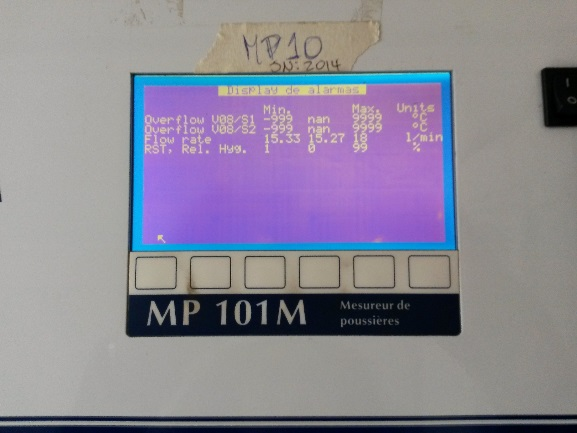 MP10
SN: 2014
Display de alarmas
Min. Max. Units
Overflow V08/S1 -999 nan 9999 °C
Overflow V08/S2 -999 nan 9999 °C
Flow rate 15.33 15.27 18 l/min
RST, Rel. Hyg. 1 0 99 %
MP 101M
Mesureur de
poussières